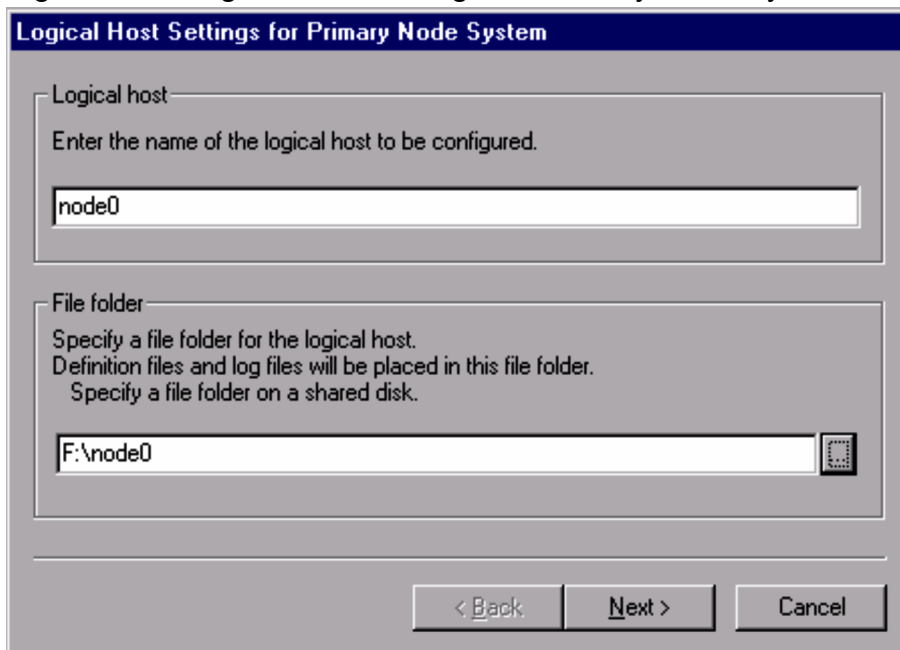 Logical Host Settings for Primary Node System
Logical host
Enter the name of the logical host to be configured.
node0
File folder
Specify a file folder for the logical host.
Definition files and log files will be placed in this file folder.
Specify a file folder on a shared disk.
F:\node0
...
< Back Next > Cancel